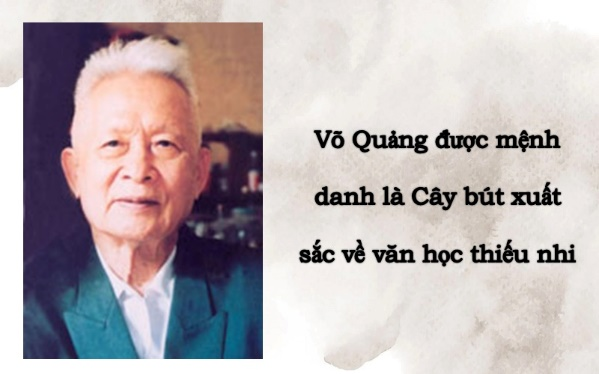 Võ Quảng được mệnh
danh là Cây bút xuất
sắc về văn học thiếu nhi